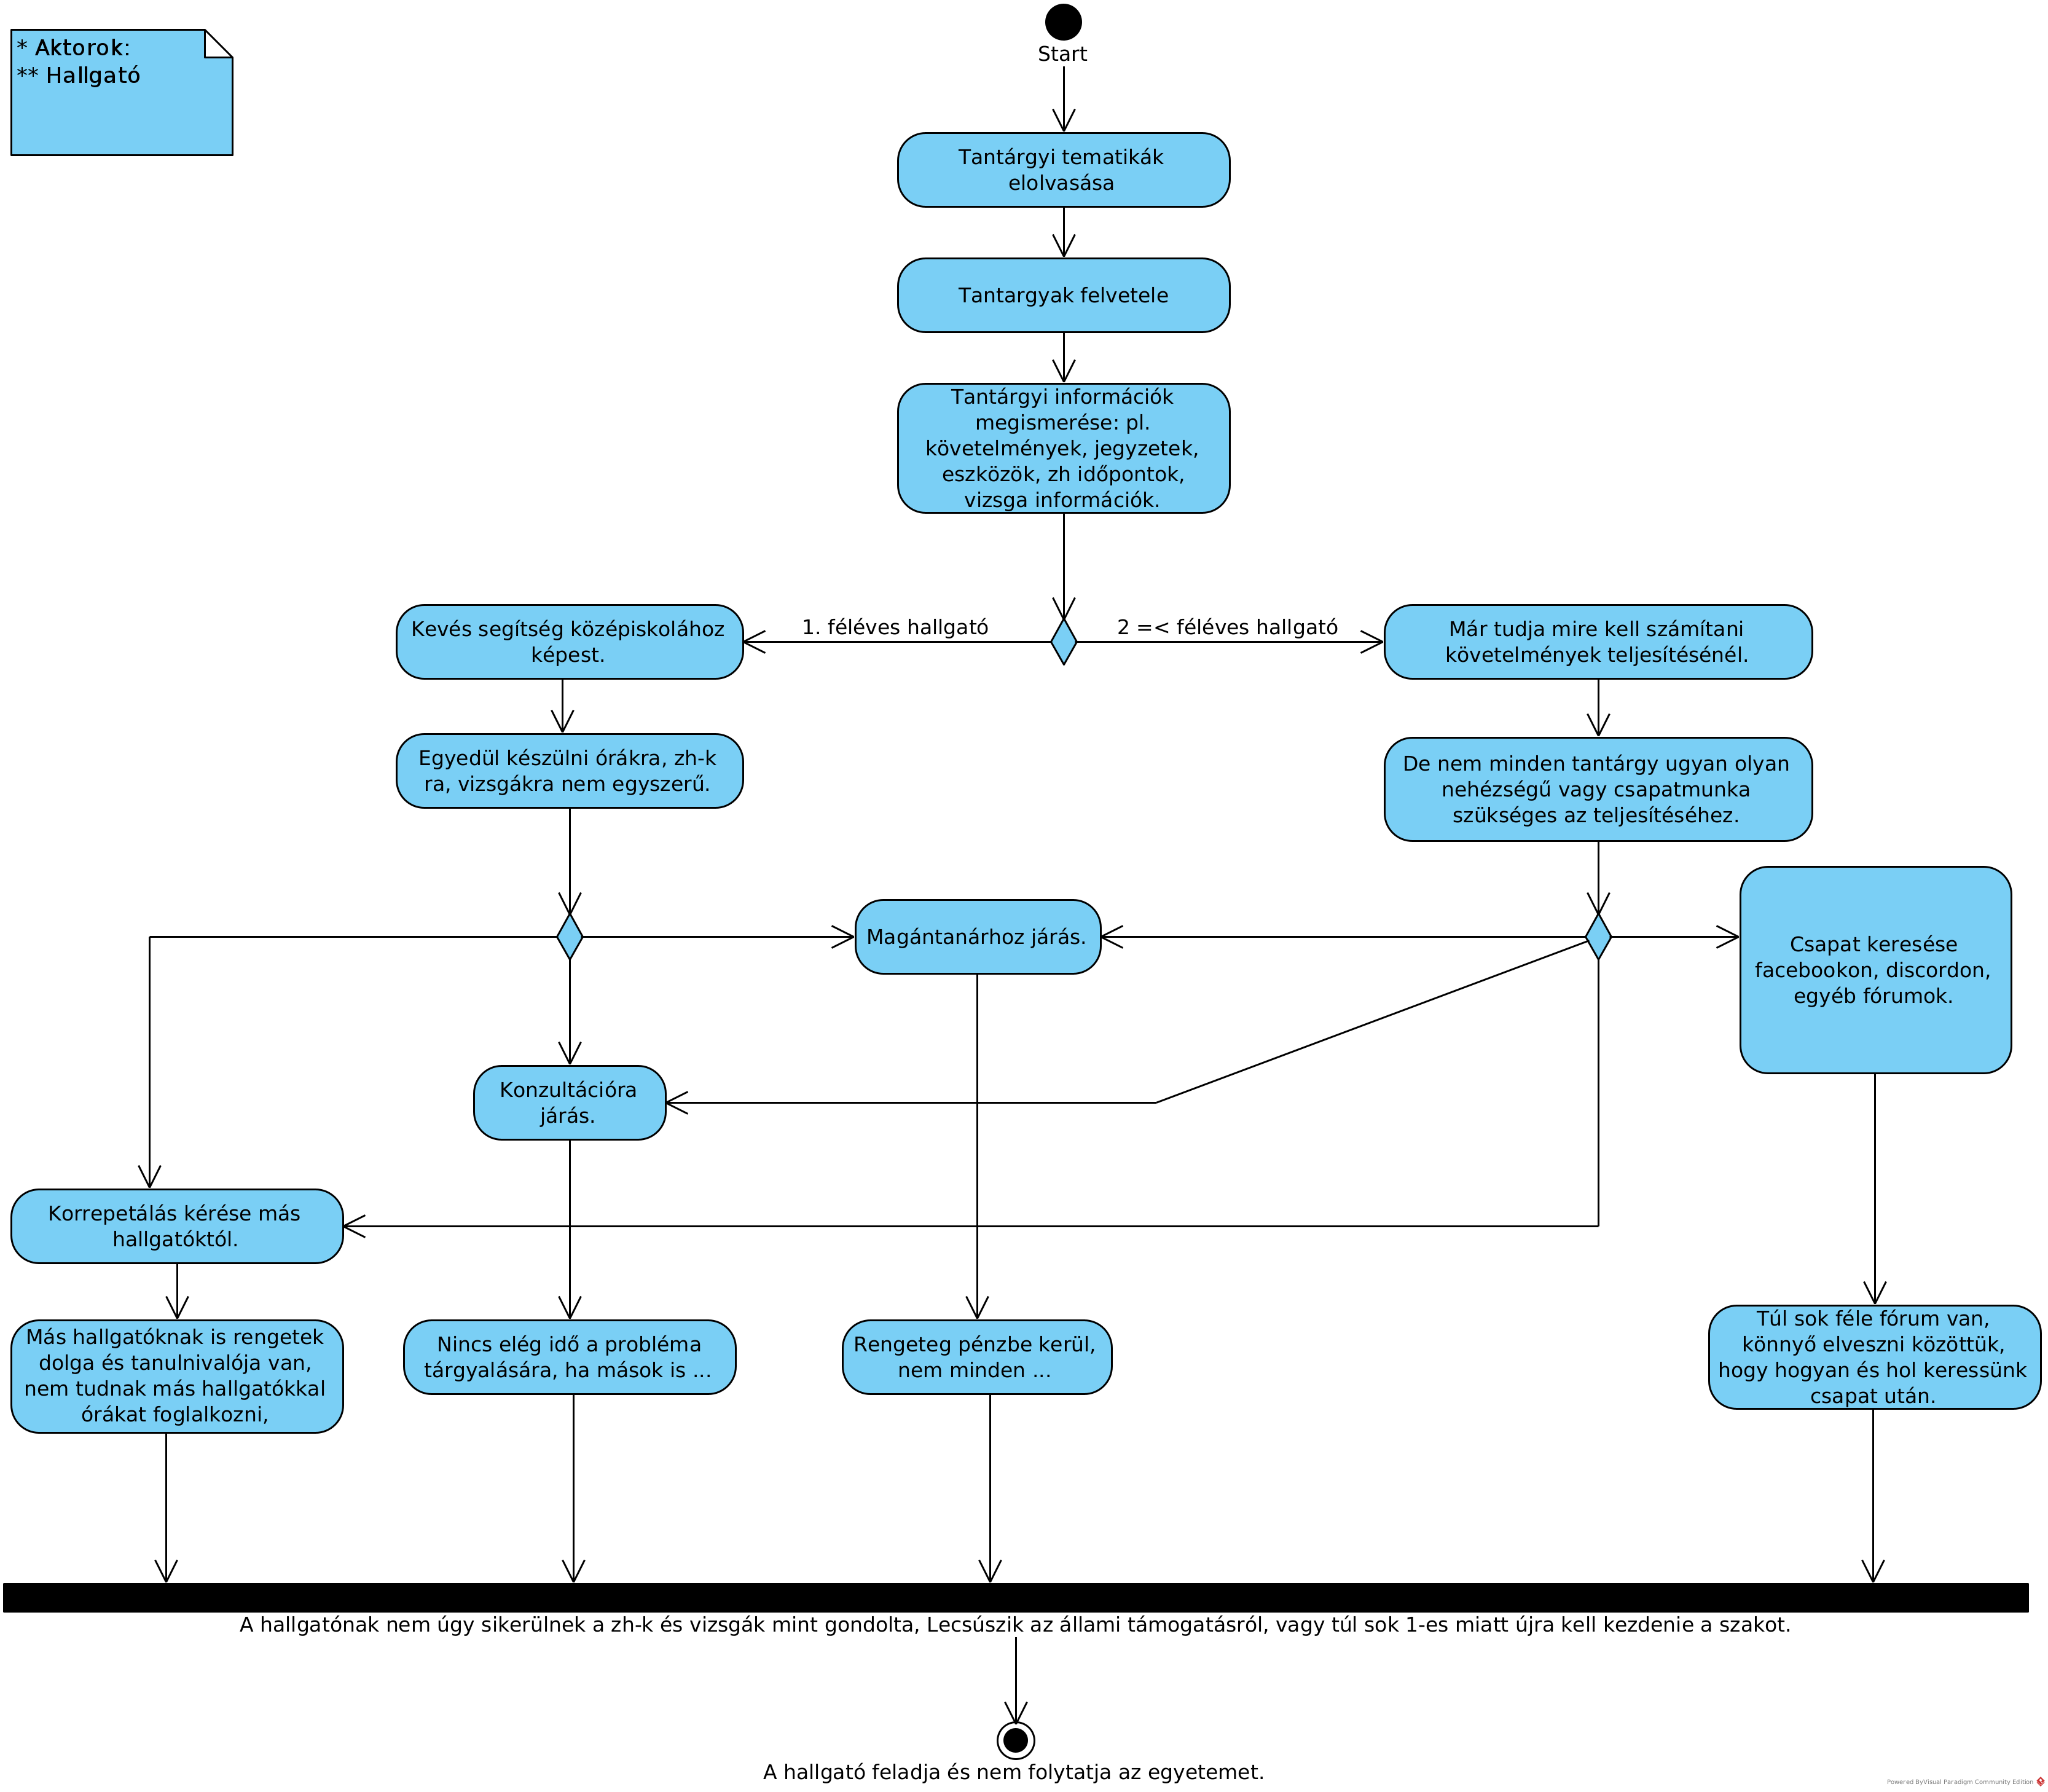 * Aktorok:
** Hallgató
Start
Tantárgyi tematikák
elolvasása
Tantargyak felvetele
Tantárgyi információk
megismerése: pl.
követelmények, jegyzetek,
eszközök, zh időpontok,
vizsga információk.
1. féléves hallgató
2 =< féléves hallgató
Kevés segítség középiskolához
képest.
Már tudja mire kell számítani
követelmények teljesítésénél.
Egyedül készülni órákra, zh-k
ra, vizsgákra nem egyszerű.
De nem minden tantárgy ugyan olyan
nehézségű vagy csapatmunka
szükséges az teljesítéséhez.
Magántanárhoz járás.
Csapat keresése
facebookon, discordon,
egyéb fórumok.
Konzultációra
járás.
Korrepetálás kérése más
hallgatóktól.
Más hallgatóknak is rengetek
dolga és tanulnivalója van,
nem tudnak más hallgatókkal
órákat foglalkozni,
Nincs elég idő a probléma
tárgyalására, ha mások is ...
Rengeteg pénzbe kerül,
nem minden ...
Túl sok féle fórum van,
könnyő elveszni közöttük,
hogy hogyan és hol keressünk
csapat után.
A hallgatónak nem úgy sikerülnek a zh-k és vizsgák mint gondolta, Lecsúszik az állami támogatásról, vagy túl sok 1-es miatt újra kell kezdenie a szakot.
A hallgató feladja és nem folytatja az egyetemet.
Powered ByVisual Paradigm Community Edition